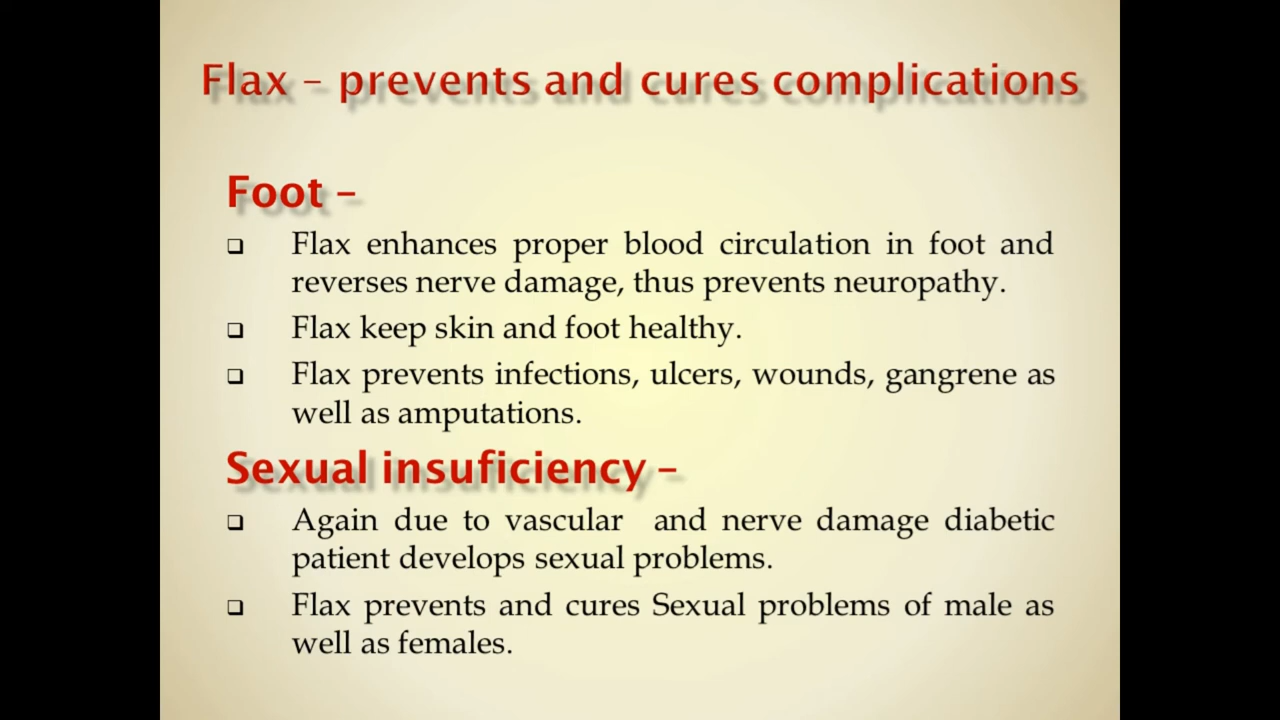 Flax – prevents and cures complications
Foot –
❑ Flax enhances proper blood circulation in foot and
reverses nerve damage, thus prevents neuropathy.
❑ Flax keep skin and foot healthy.
❑ Flax prevents infections, ulcers, wounds, gangrene as
well as amputations.
Sexual insuficiency –
❑ Again due to vascular and nerve damage diabetic
patient develops sexual problems.
❑ Flax prevents and cures Sexual problems of male as
well as females.